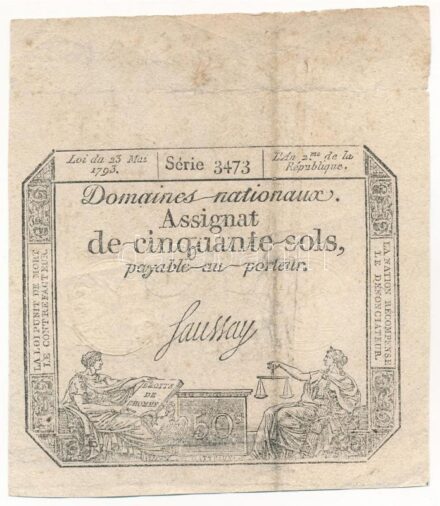 Loi du 23 Mai
1793.
Série 3473
L'An 2me de la
République.
Domaines nationaux.
Assignat
de cinquante sols,
payable au porteur.
Saussay
LA LOI PUNIT DE MORT
LE CONTREFACTEUR.
LA NATION RÉCOMPENSE
LE DÉNONCIATEUR.
DROITS
DE
L'HOMME
50